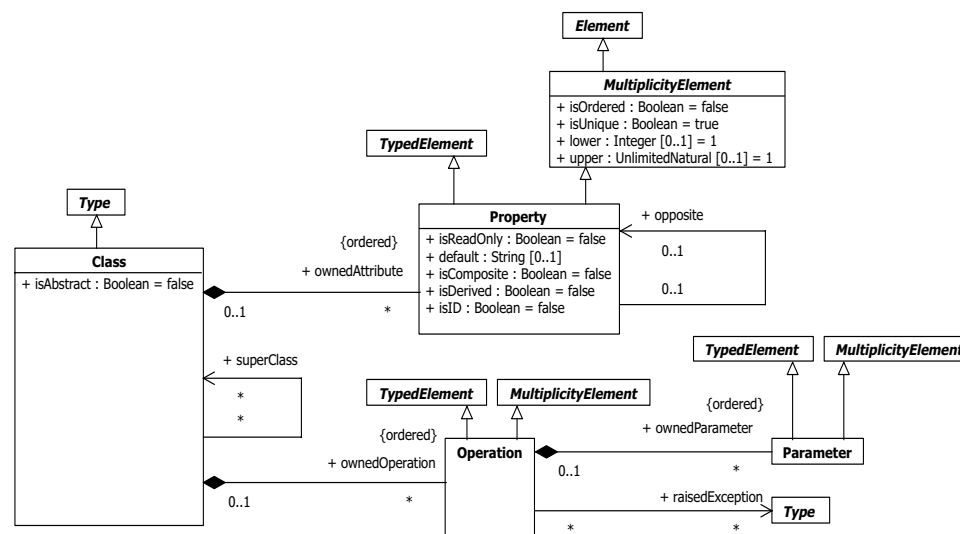 Element
MultiplicityElement
+ isOrdered : Boolean = false
+ isUnique : Boolean = true
+ lower : Integer [0..1] = 1
+ upper : UnlimitedNatural [0..1] = 1
TypedElement
Type
Property
+ isReadOnly : Boolean = false
+ default : String [0..1]
+ isComposite : Boolean = false
+ isDerived : Boolean = false
+ isID : Boolean = false
+ opposite
0..1
0..1
{ordered}
+ ownedAttribute
0..1
*
Class
+ isAbstract : Boolean = false
+ superClass
*
*
TypedElement
MultiplicityElement
{ordered}
+ ownedOperation
0..1
*
Operation
TypedElement
MultiplicityElement
{ordered}
+ ownedParameter
0..1
*
Parameter
+ raisedException
*
*
Type